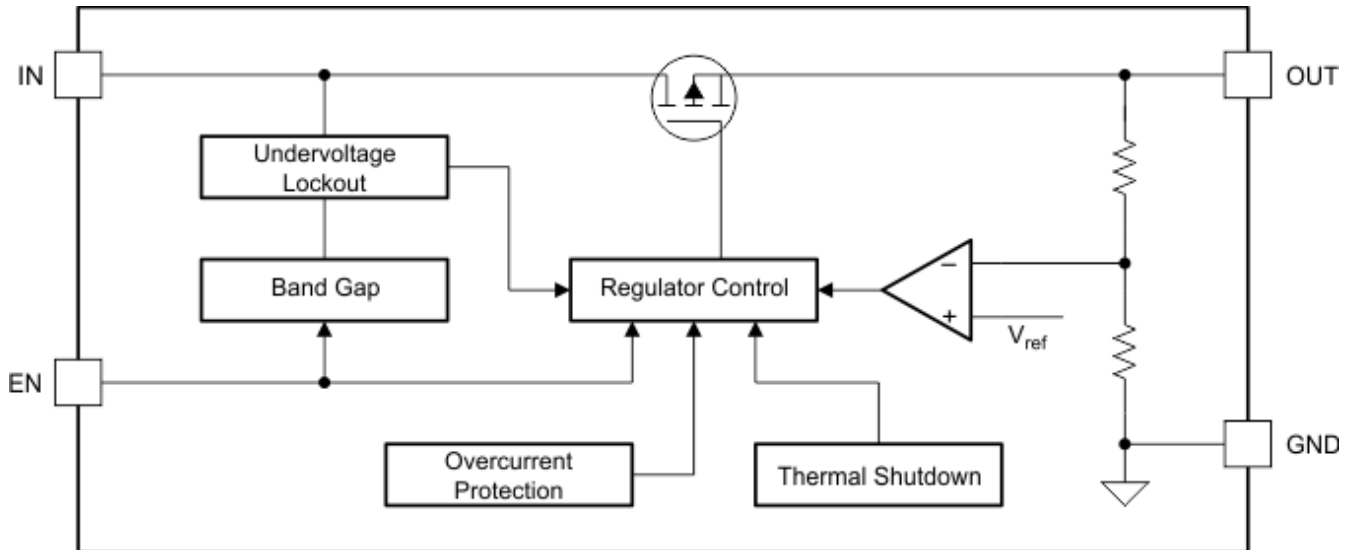 IN
OUT
Undervoltage
Lockout
Band Gap
Regulator Control
−
+
Vref
EN
GND
Overcurrent
Protection
Thermal Shutdown